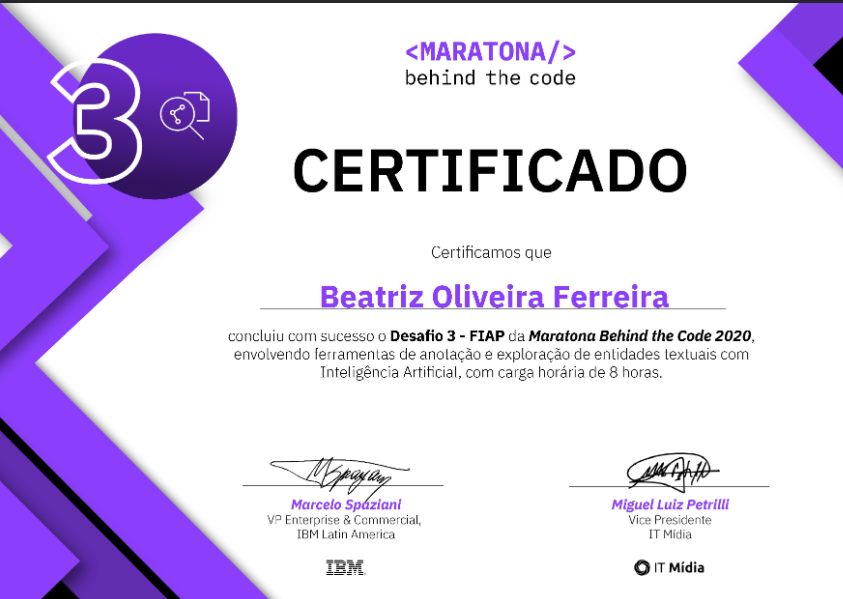 3
<MARATONA/>
behind the code
CERTIFICADO
Certificamos que
Beatriz Oliveira Ferreira
concluiu com sucesso o Desafio 3 - FIAP da Maratona Behind the Code 2020,
envolvendo ferramentas de anotação e exploração de entidades textuais com
Inteligência Artificial, com carga horária de 8 horas.
Marcelo Spaziani
VP Enterprise & Commercial,
IBM Latin America
IBM
Miguel Luiz Petrilli
Vice Presidente
IT Mídia
IT Mídia